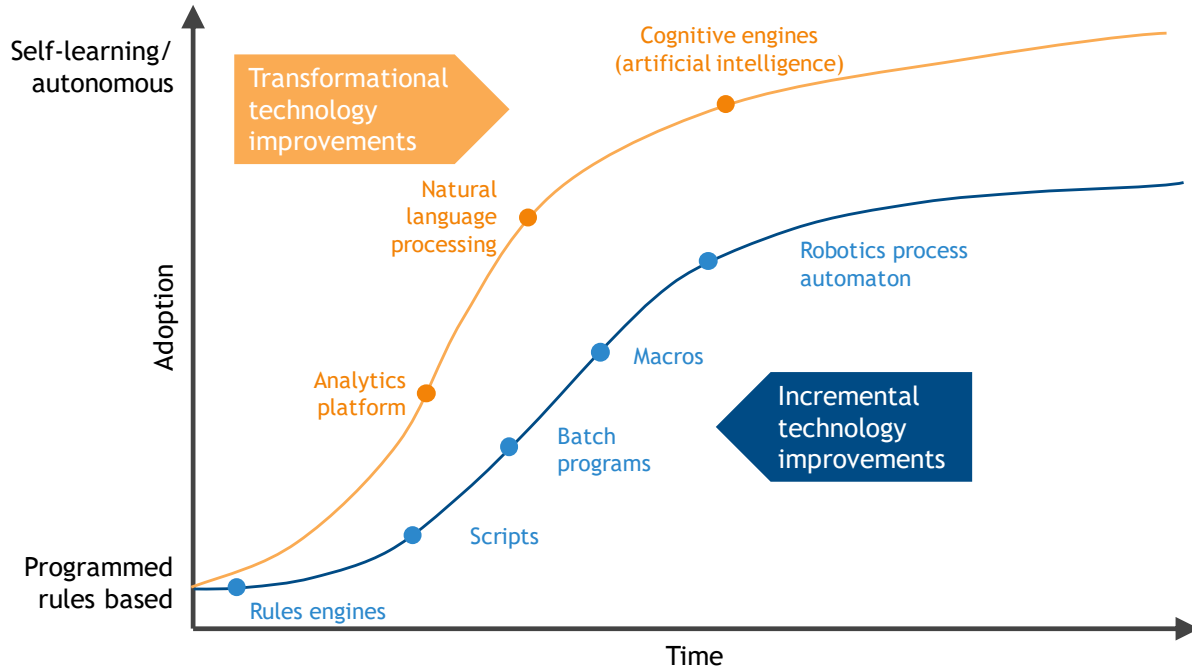 Self-learning/
autonomous
Transformational
technology
improvements
Cognitive engines
(artificial intelligence)
Natural
language
processing
Robotics process
automaton
Adoption
Macros
Analytics
platform
Incremental
technology
improvements
Batch
programs
Scripts
Programmed
rules based
Rules engines
Time